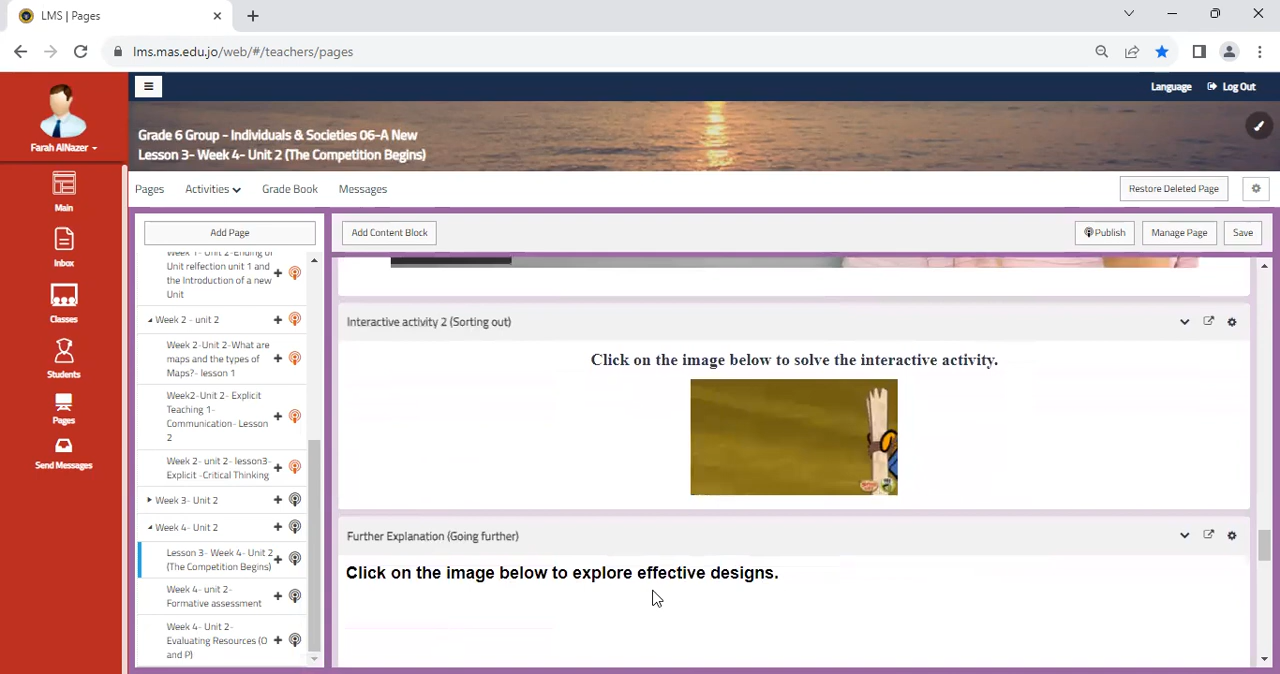 LMS | Pages
lms.mas.edu.jo/web/#/teachers/pages
Language
Log Out
Farah AlNazer
Grade 6 Group - Individuals & Societies 06-A New
Lesson 3- Week 4- Unit 2 (The Competition Begins)
Pages
Activities
Grade Book
Messages
Restore Deleted Page
Main
Inbox
Classes
Students
Pages
Send Messages
Add Page
Week 1- Unit 2-Ending of
Unit relfection unit 1 and
the Introduction of a new
Unit
Week 2 - unit 2
Week 2-Unit 2-What are
maps and the types of
Maps?- lesson 1
Week2-Unit 2- Explicit
Teaching 1-
Communication- Lesson
2
Week 2- unit 2- lesson3-
Explicit -Critical Thinking
Week 3- Unit 2
Week 4- Unit 2
Lesson 3- Week 4- Unit 2
(The Competition Begins)
Week 4- unit 2-
Formative assessment
Week 4- Unit 2-
Evaluating Resources (O
and P)
Add Content Block
Publish
Manage Page
Save
Interactive activity 2 (Sorting out)
Click on the image below to solve the interactive activity.
Further Explanation (Going further)
Click on the image below to explore effective designs.